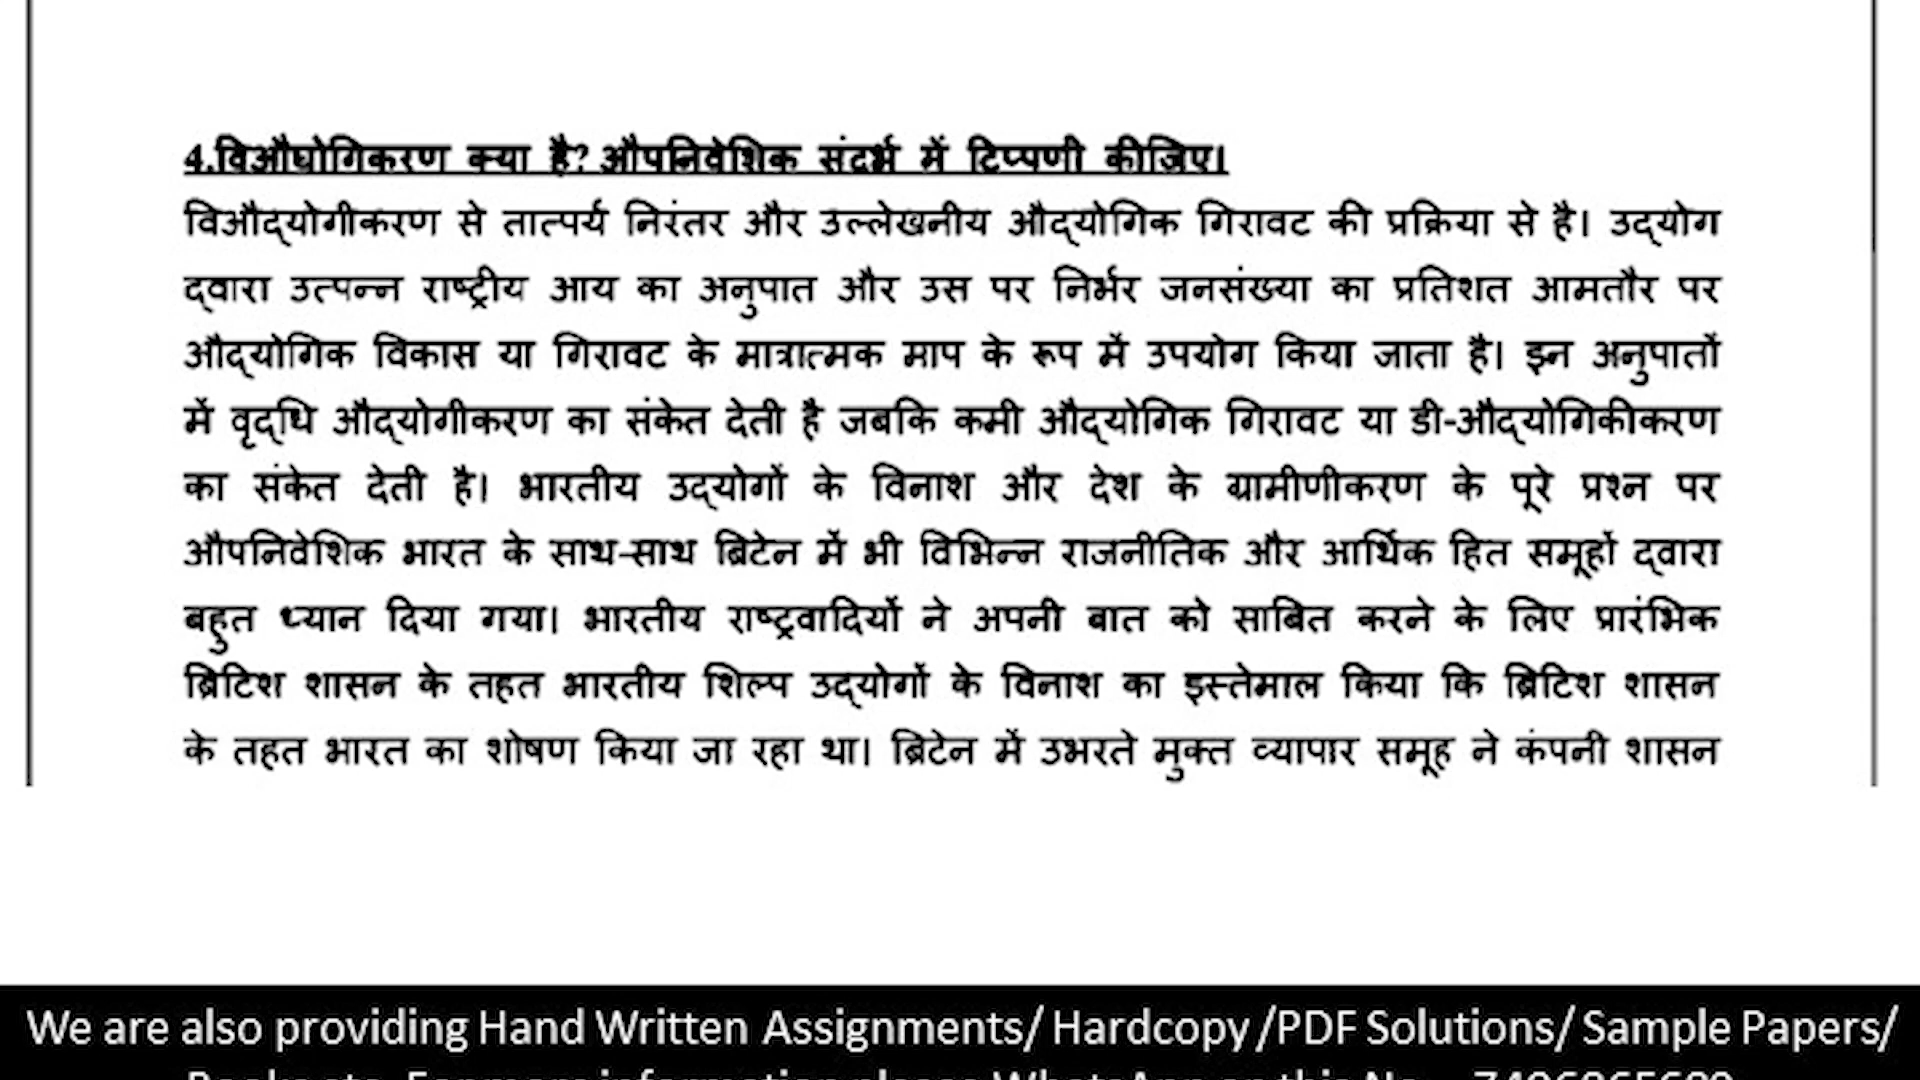 4.विऔघोगिकरण क्या है? औपनिवेशिक संदर्भ में टिप्पणी कीजिए।
विऔद्योगीकरण से तात्पर्य निरंतर और उल्लेखनीय औद्योगिक गिरावट की प्रक्रिया से है। उद्योग
द्वारा उत्पन्न राष्ट्रीय आय का अनुपात और उस पर निर्भर जनसंख्या का प्रतिशत आमतौर पर
औद्योगिक विकास या गिरावट के मात्रात्मक माप के रूप में उपयोग किया जाता है। इन अनुपातों
में वृद्धि औद्योगीकरण का संकेत देती है जबकि कमी औद्योगिक गिरावट या डी-औद्योगिकीकरण
का संकेत देती है। भारतीय उद्योगों के विनाश और देश के ग्रामीणीकरण के पूरे प्रश्न पर
औपनिवेशिक भारत के साथ-साथ ब्रिटेन में भी विभिन्न राजनीतिक और आर्थिक हित समूहों द्वारा
बहुत ध्यान दिया गया। भारतीय राष्ट्रवादियों ने अपनी बात को साबित करने के लिए प्रारंभिक
ब्रिटिश शासन के तहत भारतीय शिल्प उद्योगों के विनाश का इस्तेमाल किया कि ब्रिटिश शासन
के तहत भारत का शोषण किया जा रहा था। ब्रिटेन में उभरते मुक्त व्यापार समूह ने कंपनी शासन
We are also providing Hand Written Assignments/ Hardcopy /PDF Solutions/ Sample Papers/